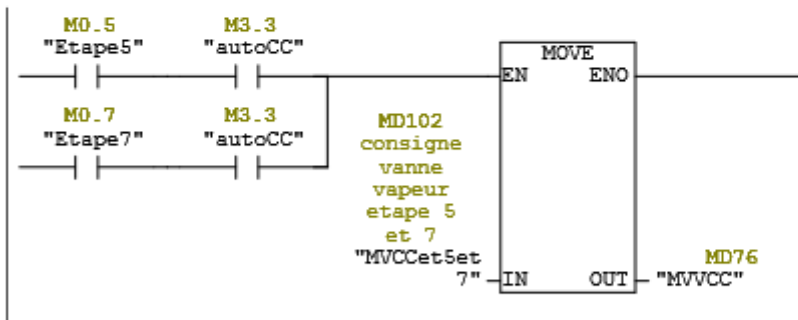 M0.5 M3.3
"Etape5" "autoCC"
MOVE
EN ENO
M0.7 M3.3
"Etape7" "autoCC"
MD102
consigne
vanne
vapeur
etape 5
et 7
"MVCCet5et
7" IN OUT "MVVCC"
MD76